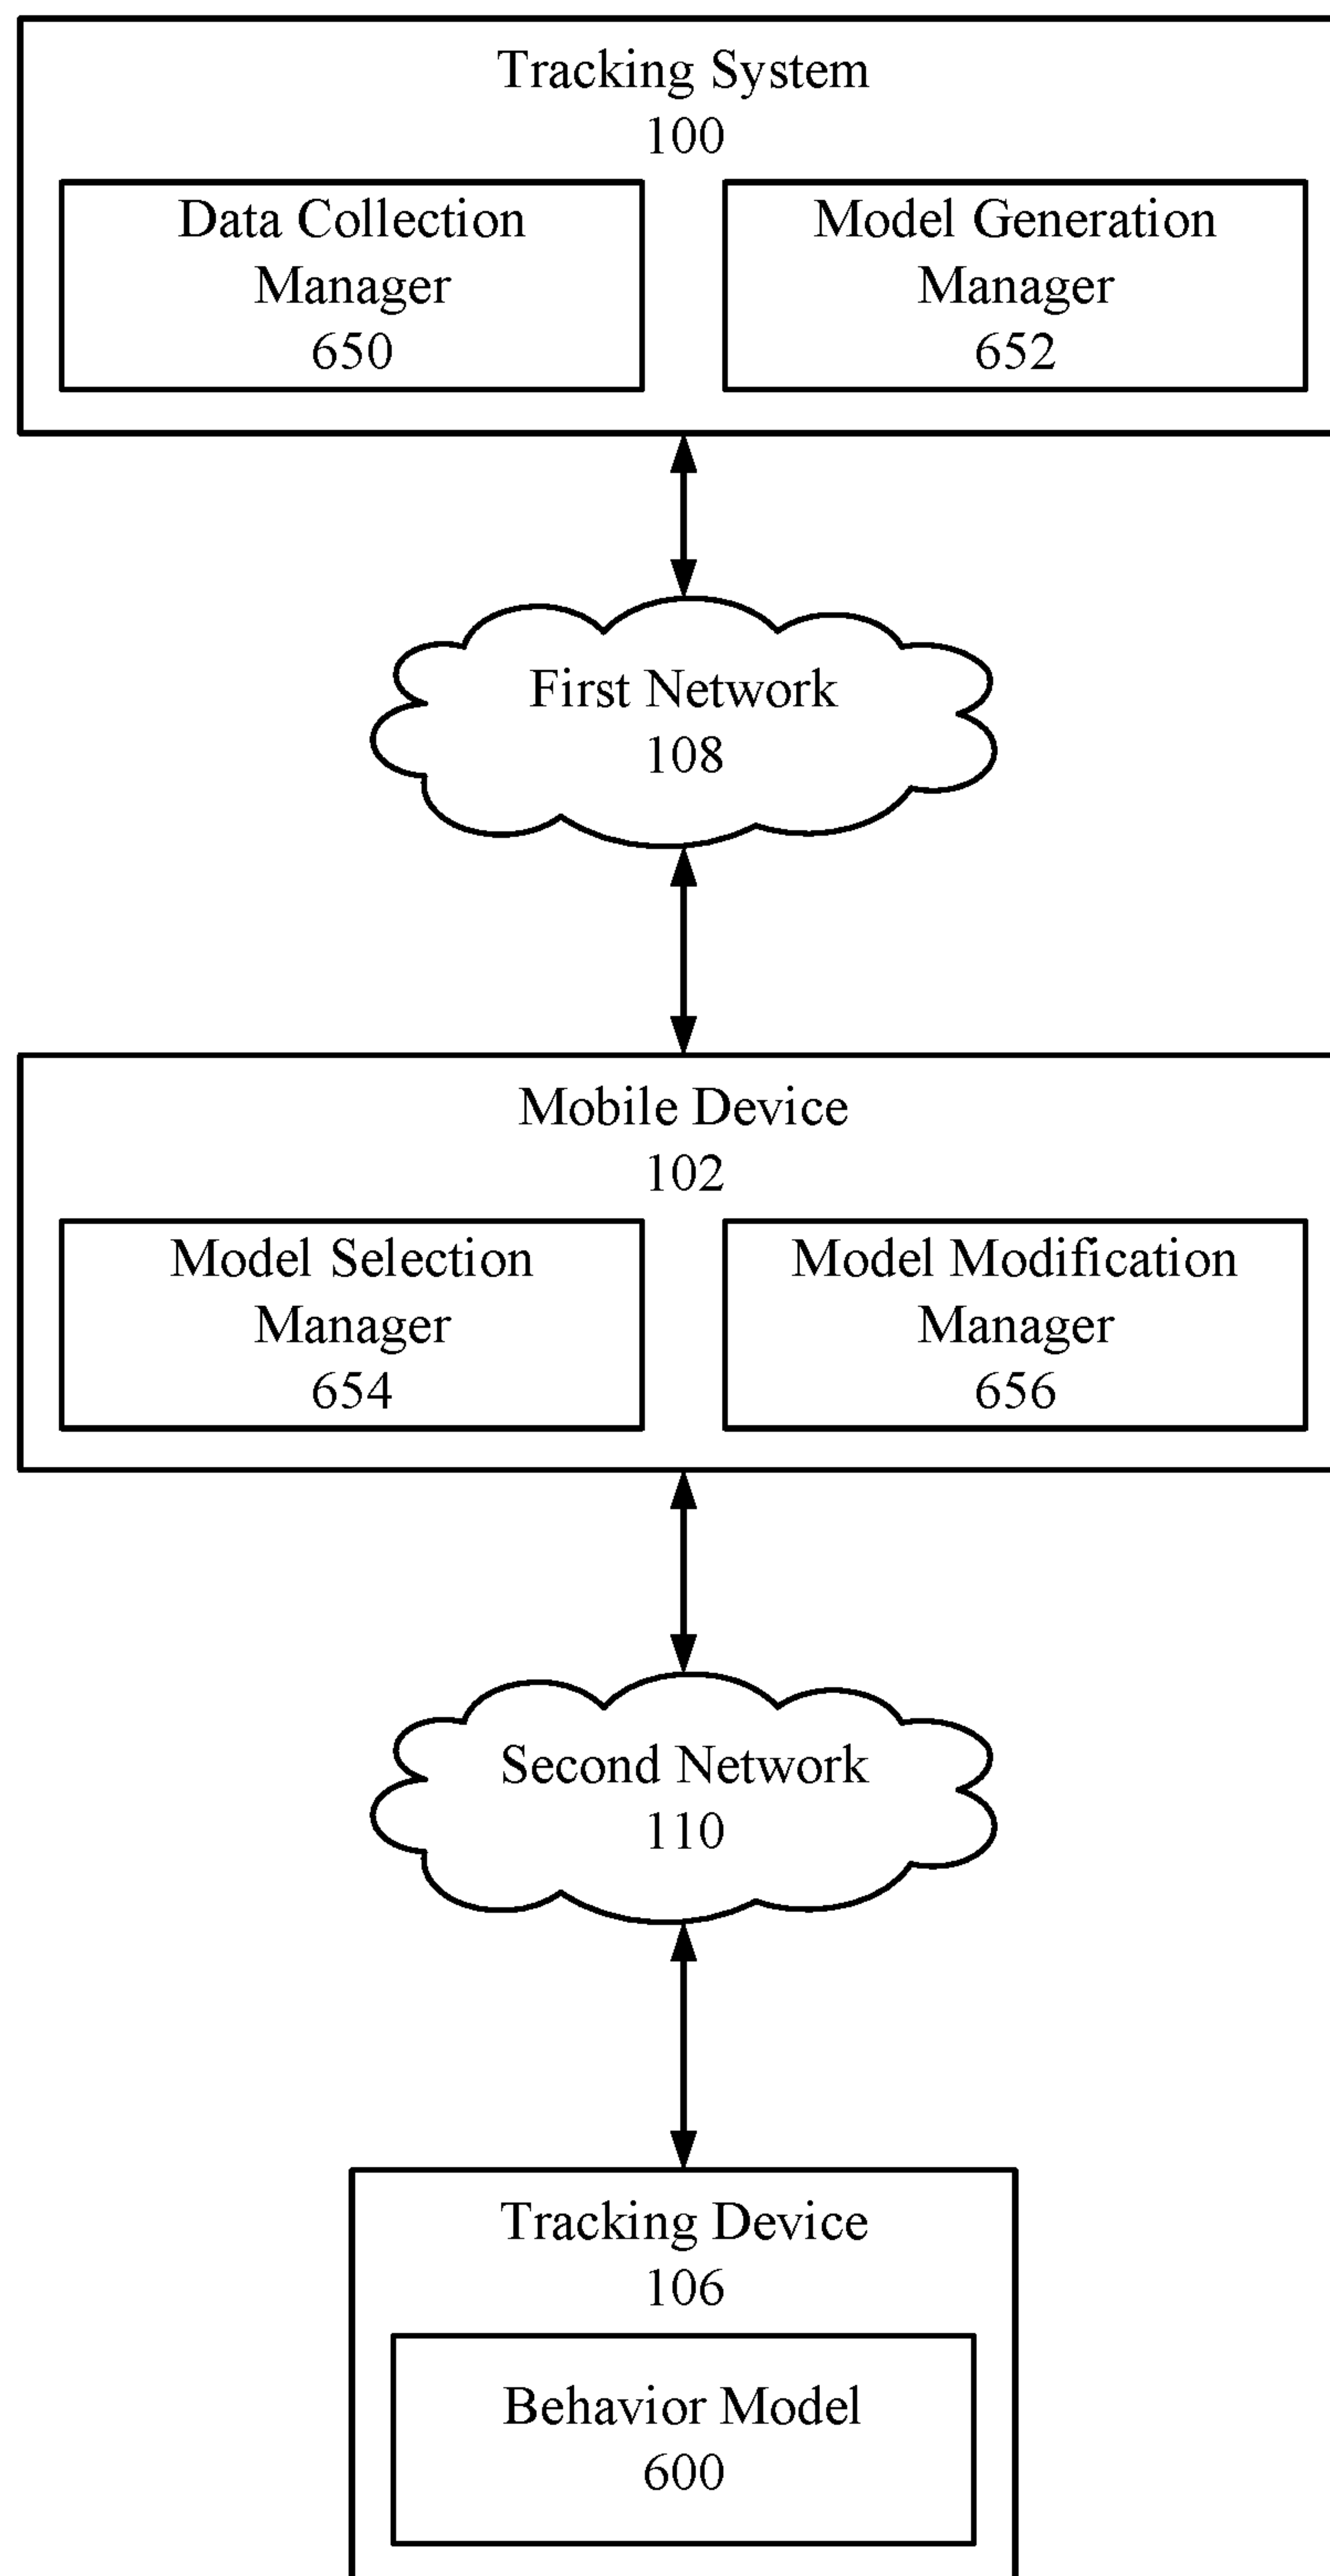 Tracking System
100
Data Collection
Manager
650
Model Generation
Manager
652
First Network
108
Mobile Device
102
Model Selection
Manager
654
Model Modification
Manager
656
Second Network
110
Tracking Device
106
Behavior Model
600